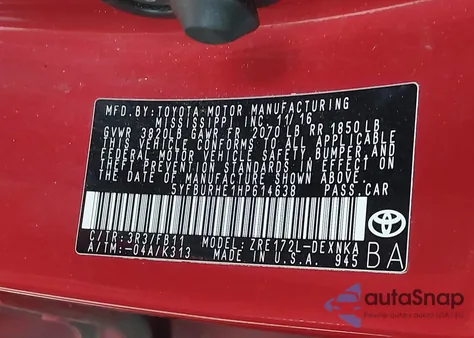 MFD. BY: TOYOTA MOTOR MANUFACTURING
MISSISSIPPI INC. 11/16
GVWR 3820LB GAWR FR 2070 LB RR 1850 LB
THIS VEHICLE CONFORMS TO ALL APPLICABLE
FEDERAL MOTOR VEHICLE SAFETY, BUMPER, AND
THEFT PREVENTION STANDARDS IN EFFECT ON
THE DATE OF MANUFACTURE SHOWN ABOVE.
5YFBURHE1HP614638 PASS.CAR
C/TR: 3R3/FB11 MODEL: ZRE172L-DEXNKA
A/TM: -04A/K313 MADE IN U.S.A. 945 BA
autoSnap